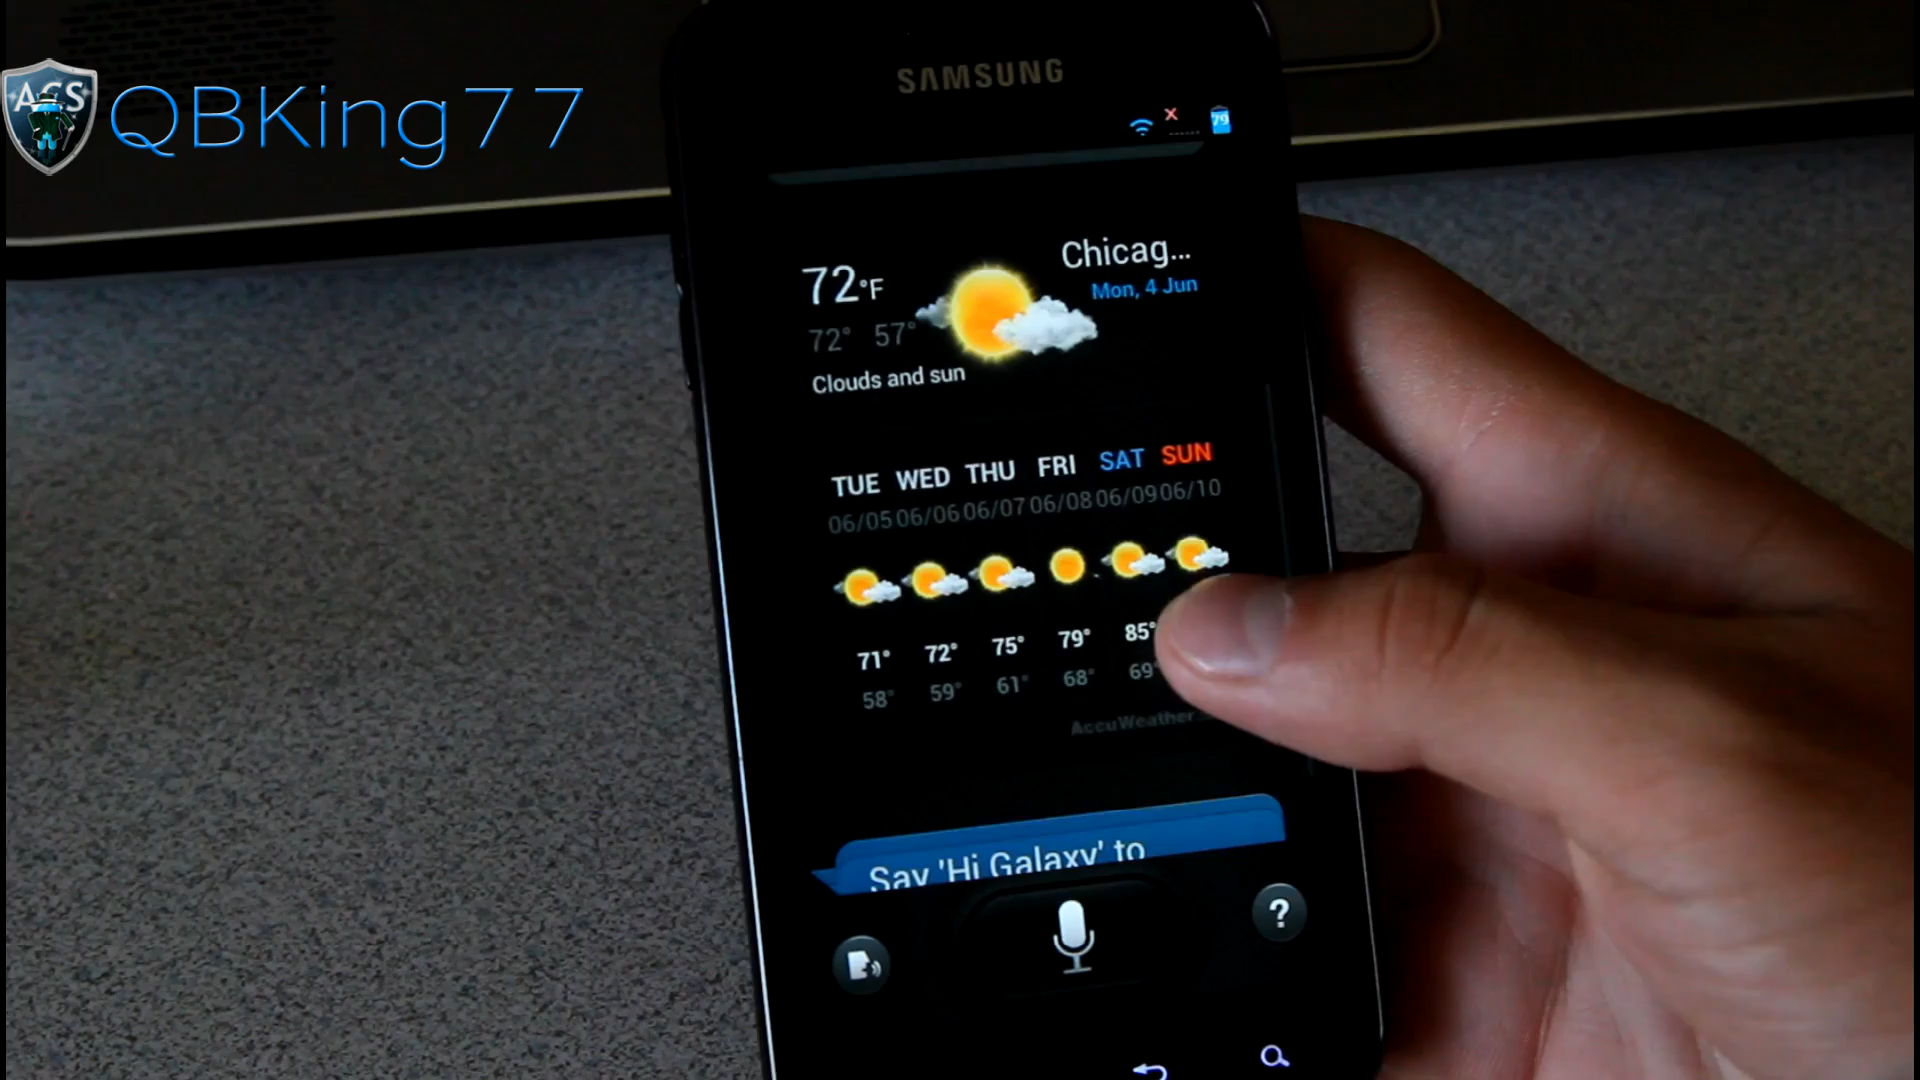 ACS
QBKing77
SAMSUNG
79
72°F
Chicag...
Mon, 4 Jun
72° 57°
Clouds and sun
TUE WED THU FRI SAT SUN
06/05 06/06 06/07 06/08 06/09 06/10
71° 72° 75° 79° 85°
58° 59° 61° 68° 69°
AccuWeather
Say 'Hi Galaxy' to
?